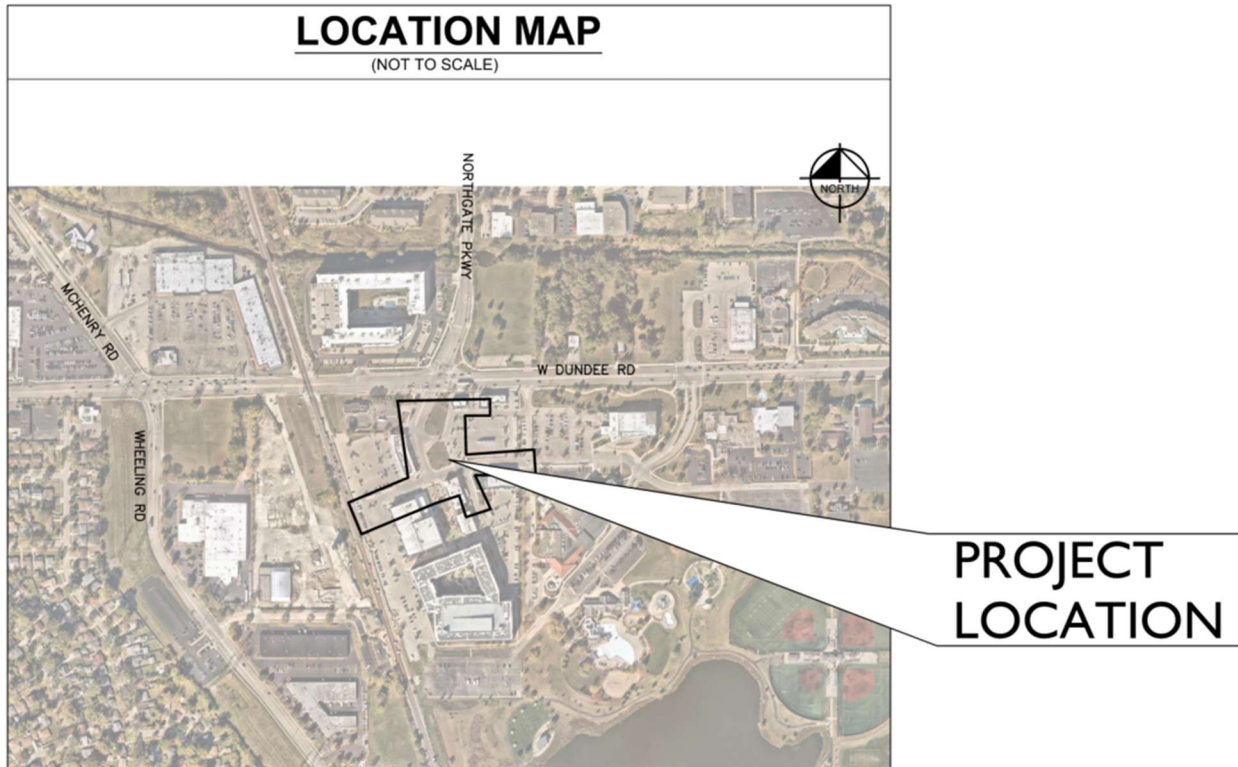 LOCATION MAP
(NOT TO SCALE)
NORTH
NORTHGATE PKWY
MCHENRY RD
W DUNDEE RD
WHEELING RD
PROJECT
LOCATION